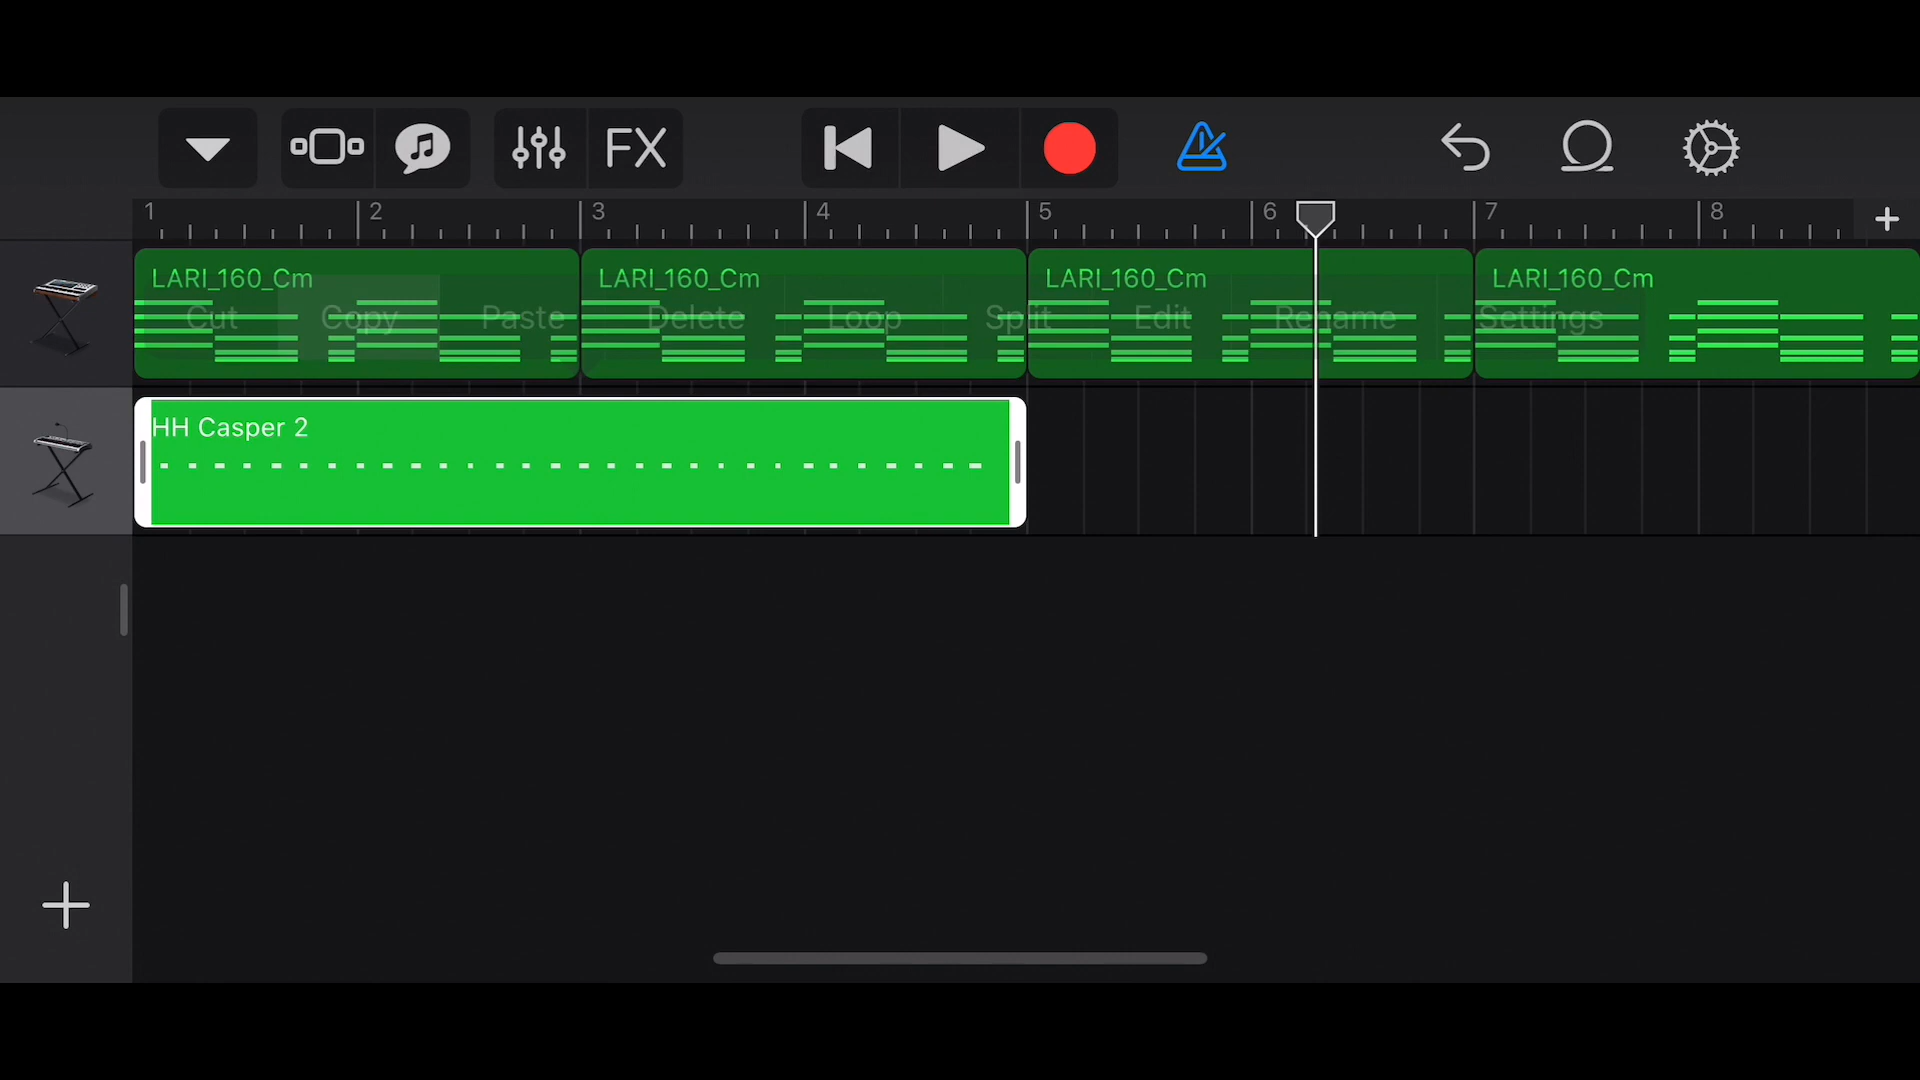 FX
1 2 3 4 5 6 7 8
LARI_160_Cm LARI_160_Cm LARI_160_Cm LARI_160_Cm
Cut Copy Paste Delete Loop Split Edit Rename Settings
HH Casper 2